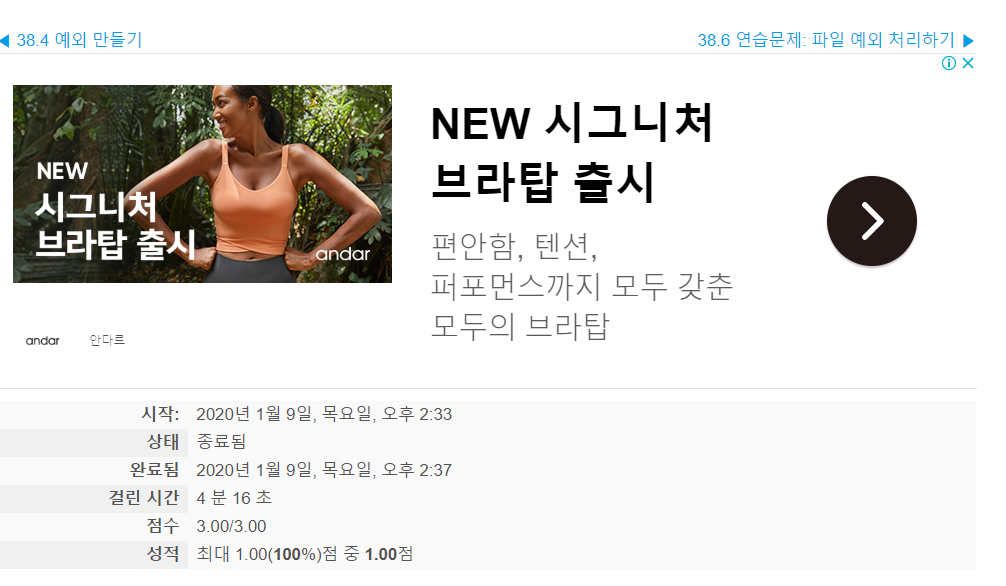 ◀ 38.4 예외 만들기
38.6 연습문제: 파일 예외 처리하기 ▶
NEW
시그니처
브라탑 출시
andar
NEW 시그니처
브라탑 출시
편안함, 텐션,
퍼포먼스까지 모두 갖춘
모두의 브라탑
andar 안다르
시작: 2020년 1월 9일, 목요일, 오후 2:33
상태 종료됨
완료됨 2020년 1월 9일, 목요일, 오후 2:37
걸린 시간 4 분 16 초
점수 3.00/3.00
성적 최대 1.00(100%)점 중 1.00점